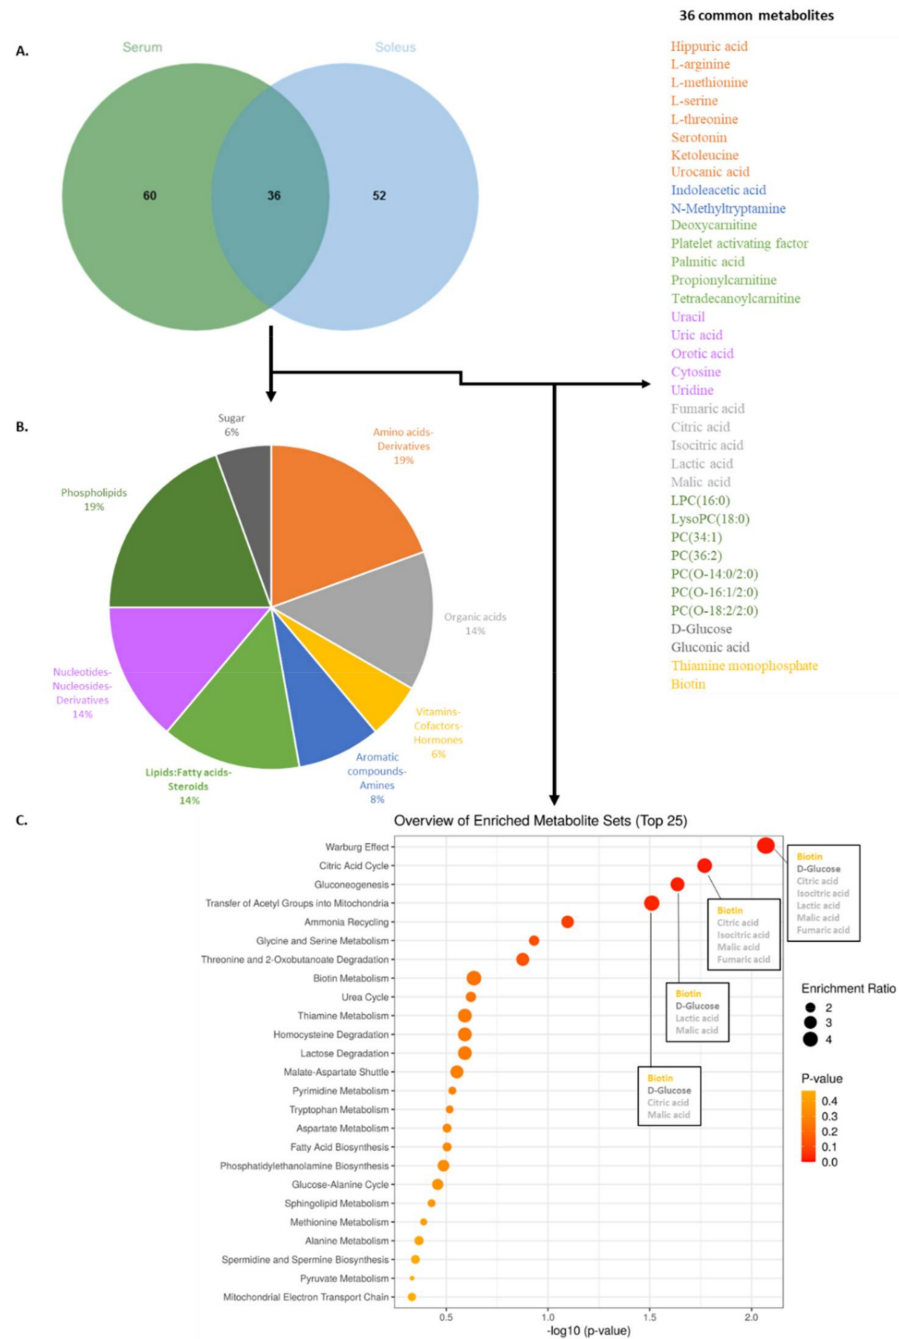 36 common metabolites
A.
Serum
Soleus
60
36
52
Hippuric acid
L-arginine
L-methionine
L-serine
L-threonine
Serotonin
Ketoleucine
Urocanic acid
Indoleacetic acid
N-Methyltryptamine
Deoxycarnitine
Platelet activating factor
Palmitic acid
Propionylcarnitine
Tetradecanoylcarnitine
Uracil
Uric acid
Orotic acid
Cytosine
Uridine
Fumaric acid
Citric acid
Isocitric acid
Lactic acid
Malic acid
LPC(16:0)
LysoPC(18:0)
PC(34:1)
PC(36:2)
PC(O-14:0/2:0)
PC(O-16:1/2:0)
PC(O-18:2/2:0)
D-Glucose
Gluconic acid
Thiamine monophosphate
Biotin
B.
Sugar
6%
Amino acids-
Derivatives
19%
Phospholipids
19%
Organic acids
14%
Nucleotides-
Nucleosides-
Derivatives
14%
Vitamins-
Cofactors-
Hormones
6%
Lipids:Fatty acids-
Steroids
14%
Aromatic
compounds-
Amines
8%
C.
Overview of Enriched Metabolite Sets (Top 25)
Warburg Effect
Citric Acid Cycle
Gluconeogenesis
Transfer of Acetyl Groups into Mitochondria
Ammonia Recycling
Glycine and Serine Metabolism
Threonine and 2-Oxobutanoate Degradation
Biotin Metabolism
Urea Cycle
Thiamine Metabolism
Homocysteine Degradation
Lactose Degradation
Malate-Aspartate Shuttle
Pyrimidine Metabolism
Tryptophan Metabolism
Aspartate Metabolism
Fatty Acid Biosynthesis
Phosphatidylethanolamine Biosynthesis
Glucose-Alanine Cycle
Sphingolipid Metabolism
Methionine Metabolism
Alanine Metabolism
Spermidine and Spermine Biosynthesis
Pyruvate Metabolism
Mitochondrial Electron Transport Chain
Biotin
D-Glucose
Citric acid
Isocitric acid
Lactic acid
Malic acid
Fumaric acid
Biotin
Citric acid
Isocitric acid
Malic acid
Fumaric acid
Biotin
D-Glucose
Lactic acid
Malic acid
Biotin
D-Glucose
Citric acid
Malic acid
Enrichment Ratio
2
3
4
P-value
0.4
0.3
0.2
0.1
0.0
0.5
1.0
1.5
2.0
-log10 (p-value)